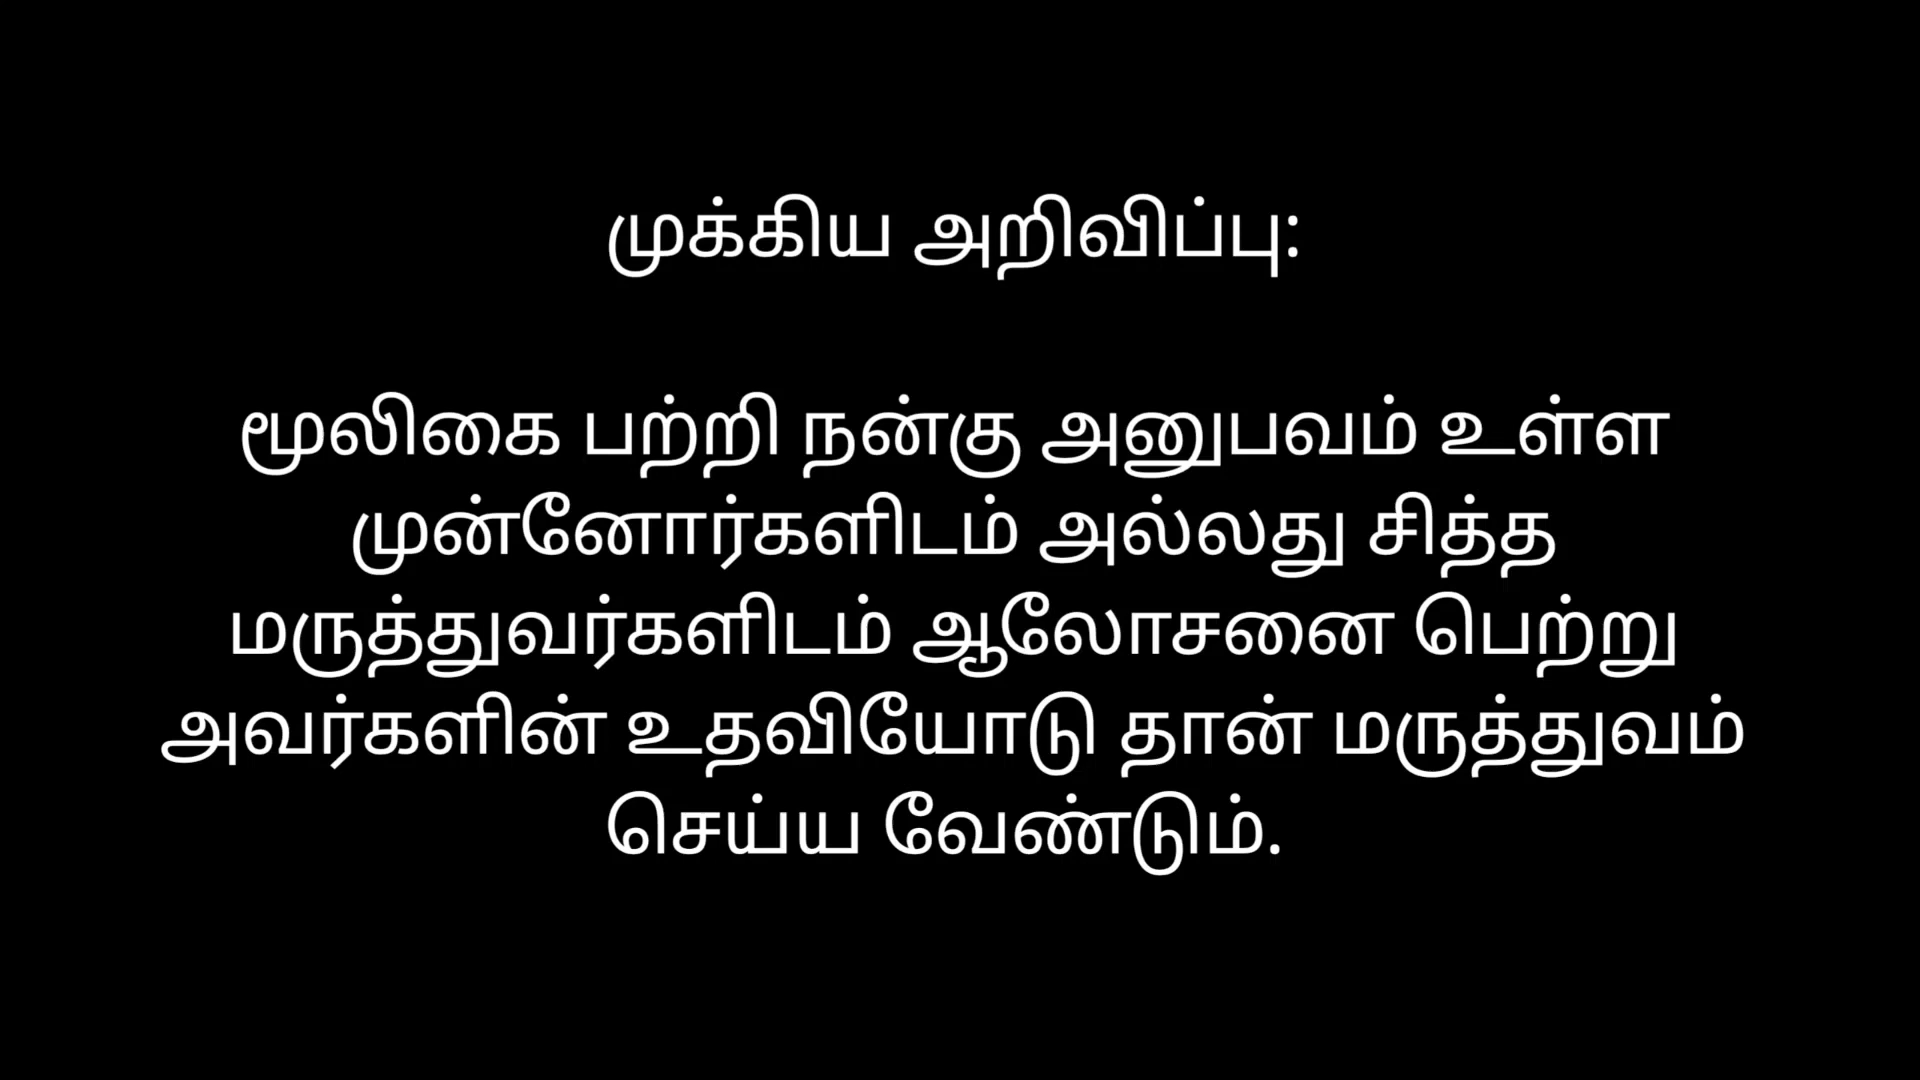 முக்கிய அறிவிப்பு:
மூலிகை பற்றி நன்கு அனுபவம் உள்ள
முன்னோர்களிடம் அல்லது சித்த
மருத்துவர்களிடம் ஆலோசனை பெற்று
அவர்களின் உதவியோடு தான் மருத்துவம்
செய்ய வேண்டும்.